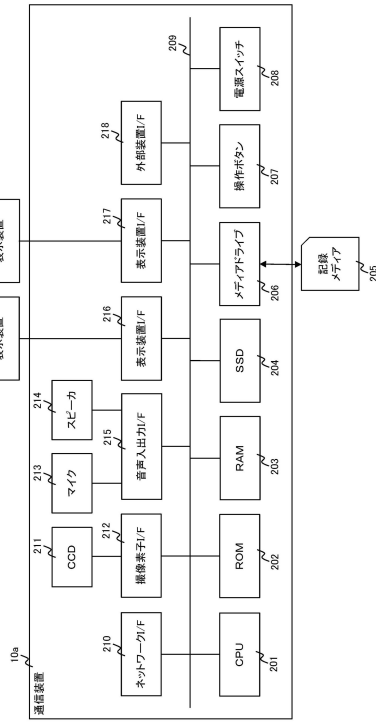 10a
通信装置
表示装置
表示装置
211
CCD
213
マイク
214
スピーカ
210
ネットワークI/F
212
撮像素子I/F
215
音声入出力I/F
216
表示装置I/F
217
表示装置I/F
218
外部装置I/F
209
CPU
201
ROM
202
RAM
203
SSD
204
メディアドライブ
206
操作ボタン
207
電源スイッチ
208
記録
メディア
205